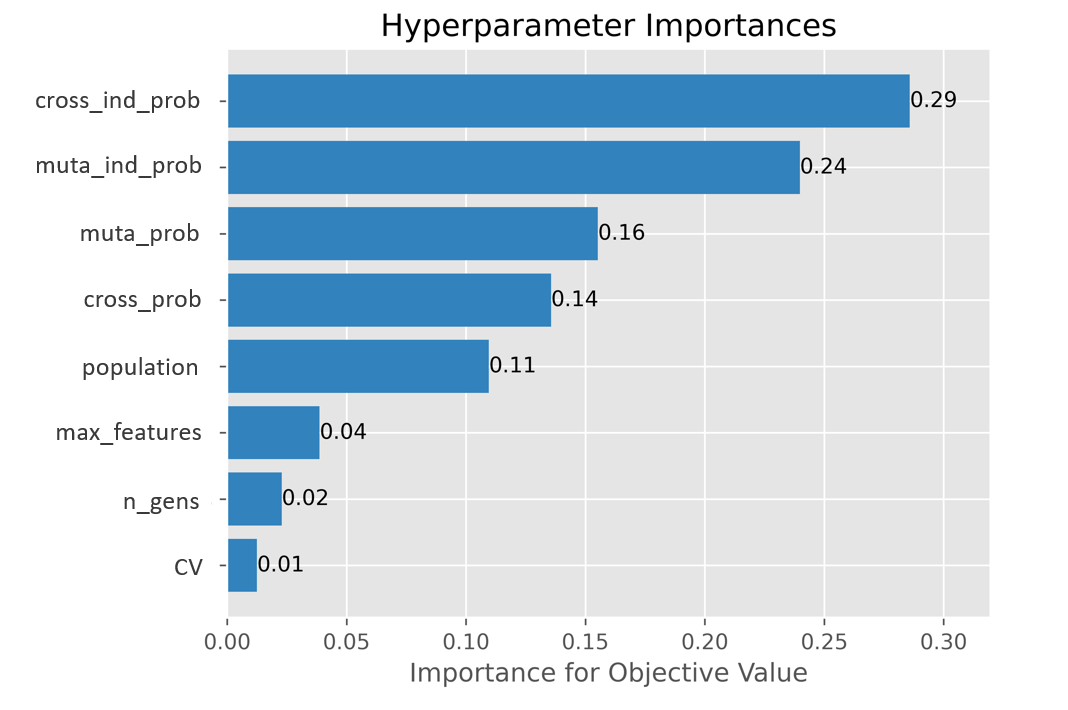 Hyperparameter Importances
cross_ind_prob 0.29
muta_ind_prob 0.24
muta_prob 0.16
cross_prob 0.14
population 0.11
max_features 0.04
n_gens 0.02
CV 0.01
0.00 0.05 0.10 0.15 0.20 0.25 0.30
Importance for Objective Value